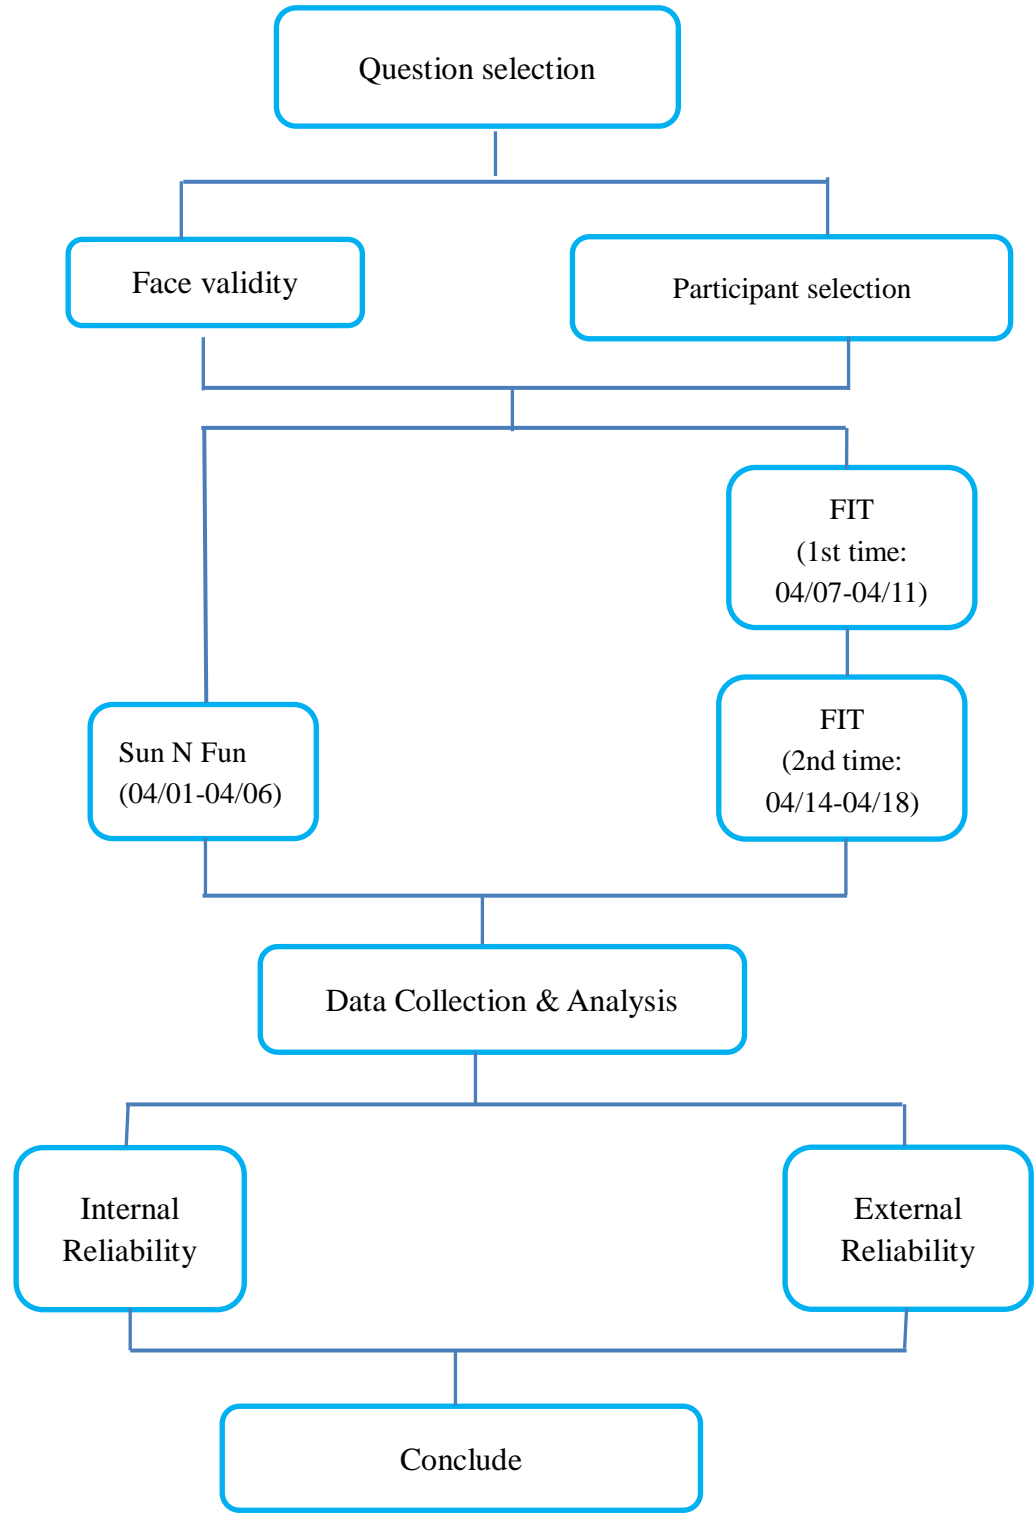 Question selection
Face validity
Participant selection
FIT
(1st time:
04/07-04/11)
Sun N Fun
(04/01-04/06)
FIT
(2nd time:
04/14-04/18)
Data Collection & Analysis
Internal
Reliability
External
Reliability
Conclude